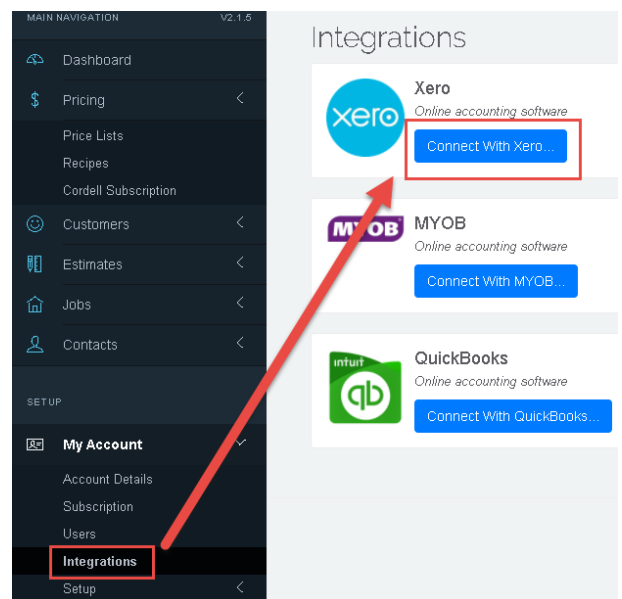 MAIN NAVIGATION V2.1.5
Dashboard
Pricing
Price Lists
Recipes
Cordell Subscription
Customers
Estimates
Jobs
Contacts
SETUP
My Account
Account Details
Subscription
Users
Integrations
Setup
Integrations
xero
Xero
Online accounting software
Connect With Xero...
MYOB
MYOB
Online accounting software
Connect With MYOB...
intuit
qb
QuickBooks
Online accounting software
Connect With QuickBooks...